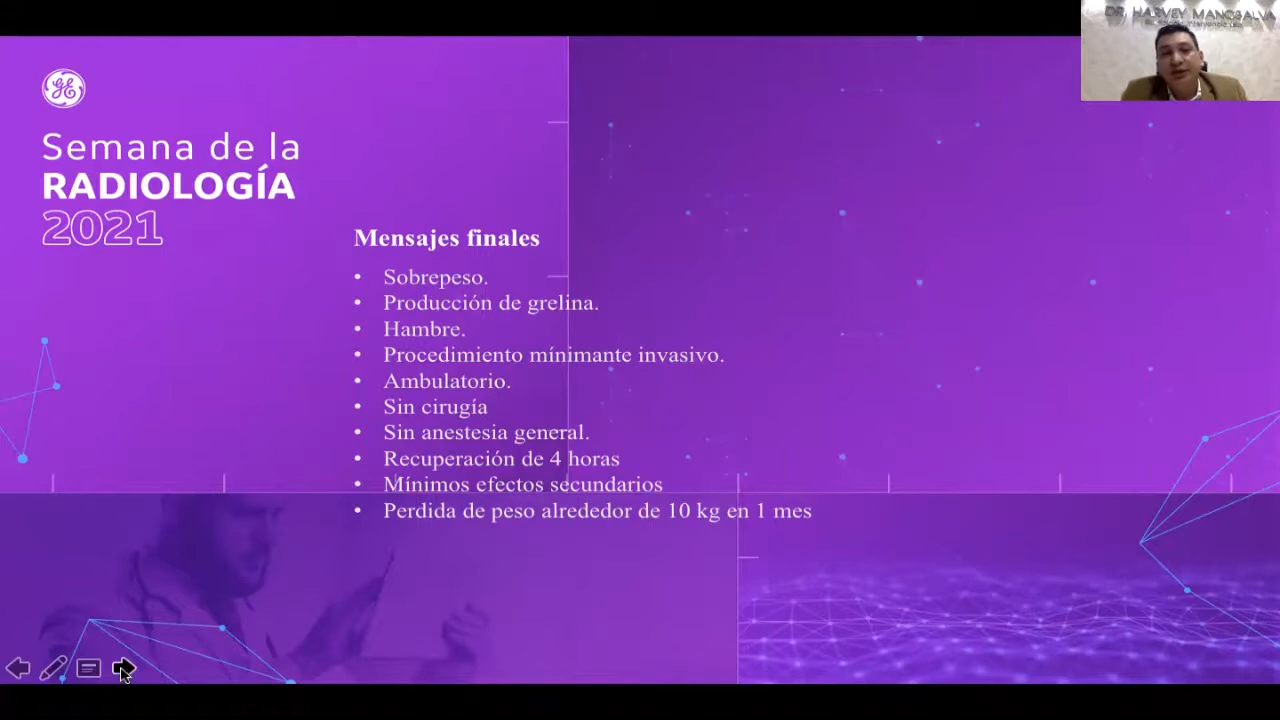 DR. HARVEY MANOSALVA
GE
Semana de la
RADIOLOGÍA
2021
Mensajes finales
• Sobrepeso.
• Producción de grelina.
• Hambre.
• Procedimiento mínimante invasivo.
• Ambulatorio.
• Sin cirugía
• Sin anestesia general.
• Recuperación de 4 horas
• Mínimos efectos secundarios
• Perdida de peso alrededor de 10 kg en 1 mes